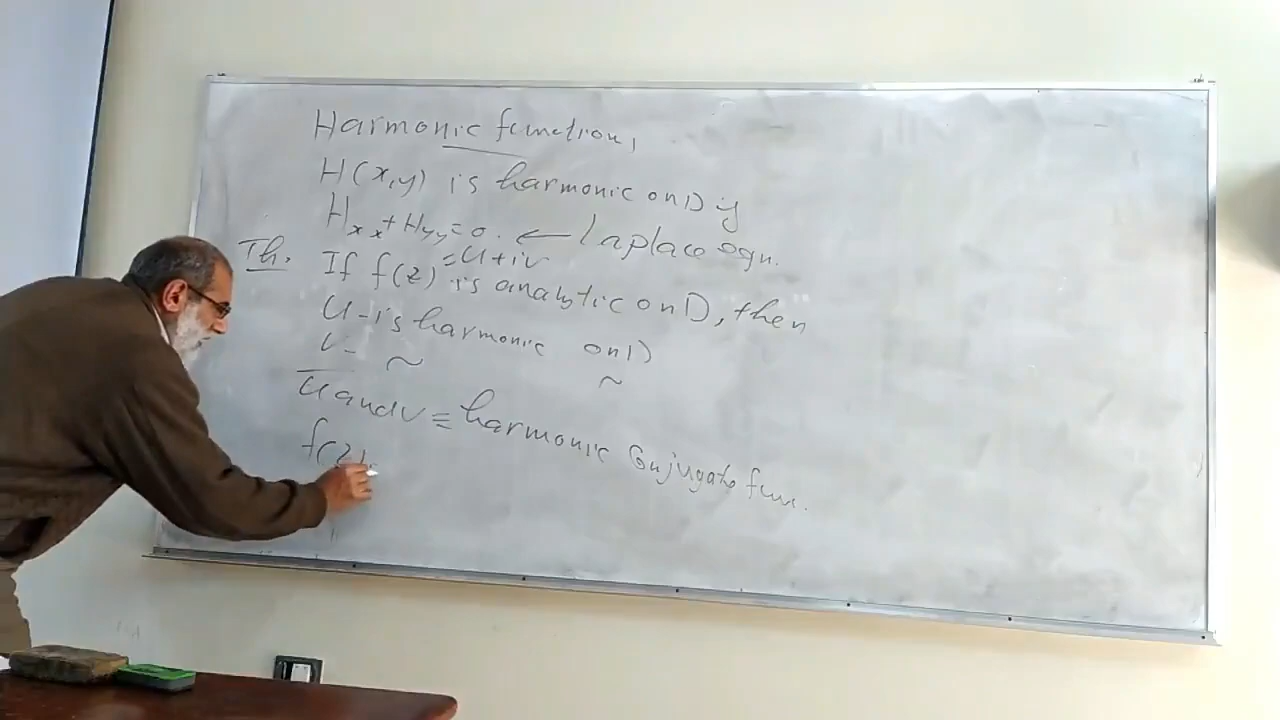 Harmonic function,
H(x,y) is harmonic on D if
Hxx + Hyy = 0. ← Laplace eqn.
Th. If f(z) = u+iv is analytic on D, then
u - is harmonic on D
v - ~ ~
u and v ≡ harmonic Conjugate func.
f(z)